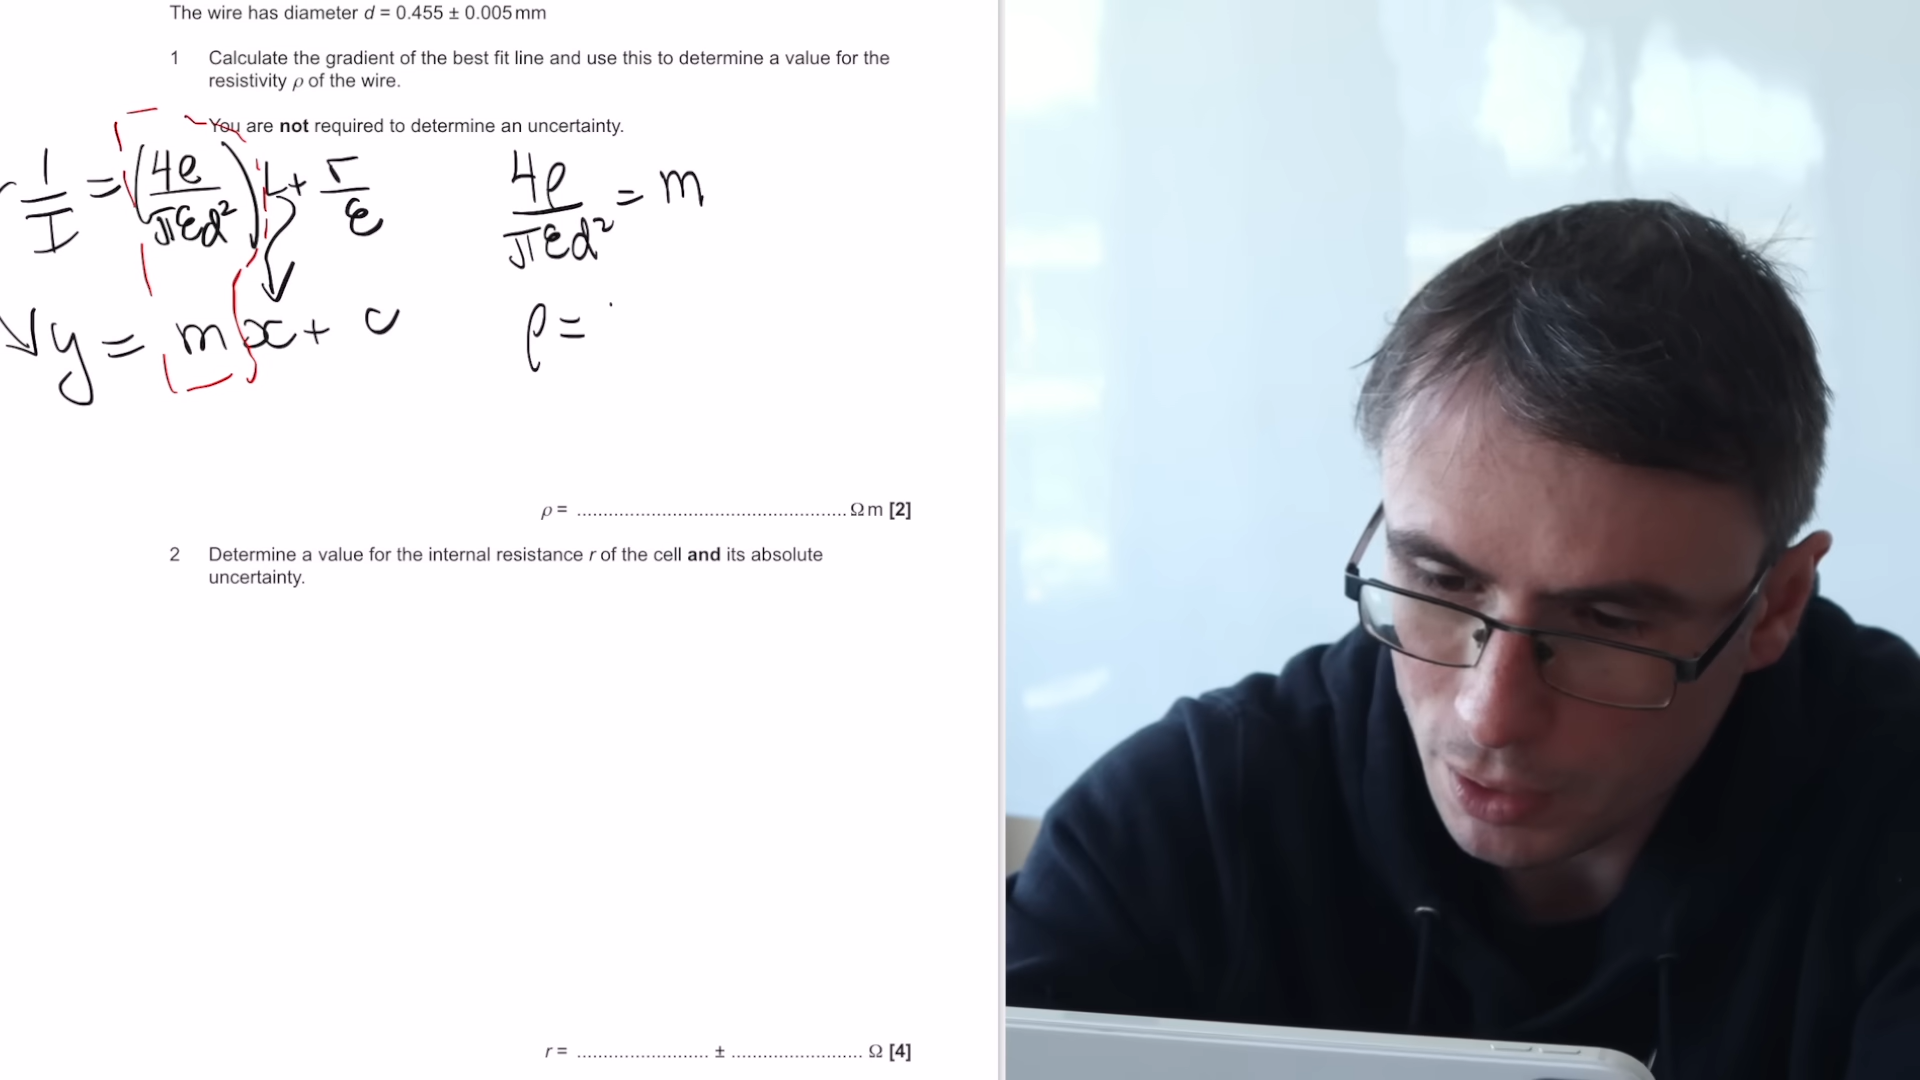 The wire has diameter d = 0.455 ± 0.005 mm
1 Calculate the gradient of the best fit line and use this to determine a value for the
resistivity ρ of the wire.
You are not required to determine an uncertainty.
1/I = (4ρ/πεd²) L + r/ε
4ρ/πεd² = m
y = mx + c
ρ =
ρ = ................................................... Ω m [2]
2 Determine a value for the internal resistance r of the cell and its absolute
uncertainty.
r = ......................... ± ......................... Ω [4]